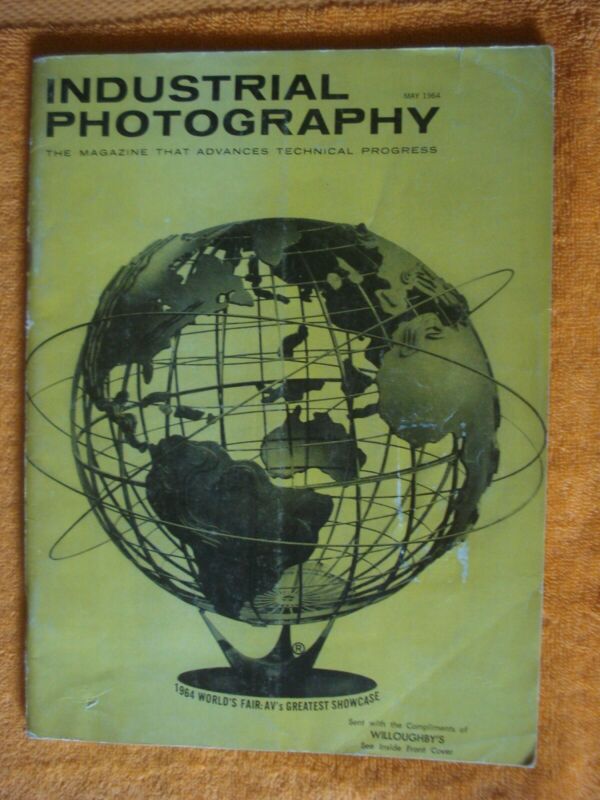 INDUSTRIAL
MAY 1964
PHOTOGRAPHY
THE MAGAZINE THAT ADVANCES TECHNICAL PROGRESS
®
1964 WORLD'S FAIR: AV's GREATEST SHOWCASE
Sent with the Compliments of
WILLOUGHBY'S
See Inside Front Cover